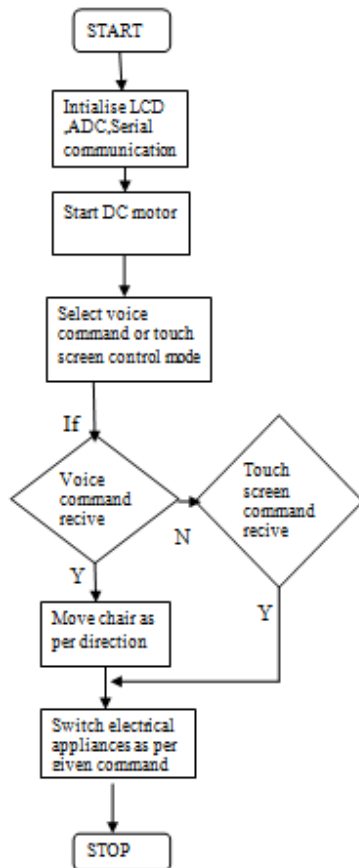 START
Intialise LCD
,ADC,Serial
communication
Start DC motor
Select voice
command or touch
screen control mode
If
Voice
command
recive
N
Touch
screen
command
recive
Y
Y
Move chair as
per direction
Switch electrical
appliances as per
given command
STOP